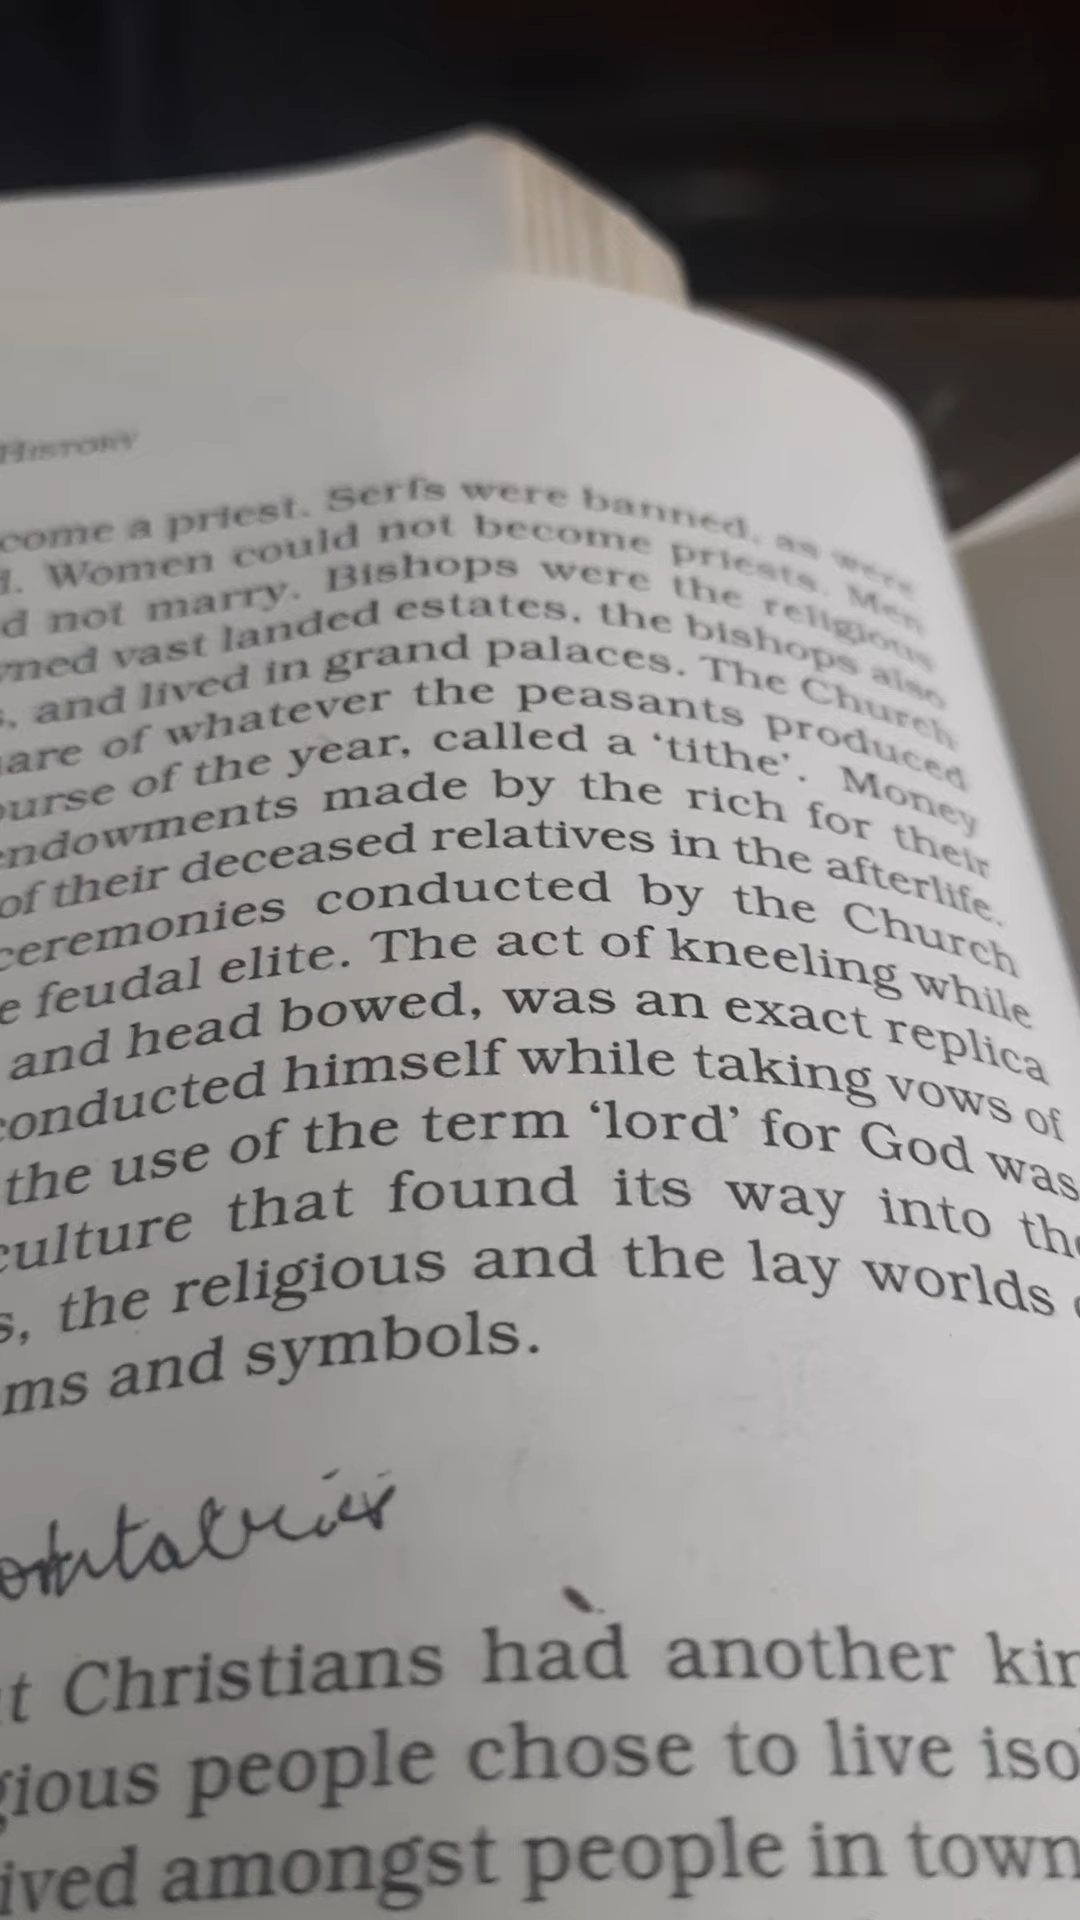 HISTORY
come a priest. Serfs were banned, as were
d. Women could not become priests. Men
d not marry. Bishops were the religious
ned vast landed estates, the bishops also
s, and lived in grand palaces. The Church
are of whatever the peasants produced
ourse of the year, called a ‘tithe’. Money
endowments made by the rich for their
of their deceased relatives in the afterlife.
ceremonies conducted by the Church
e feudal elite. The act of kneeling while
and head bowed, was an exact replica
conducted himself while taking vows of
the use of the term ‘lord’ for God was
culture that found its way into the
s, the religious and the lay worlds
ms and symbols.
t Christians had another kin
gious people chose to live iso
ived amongst people in town